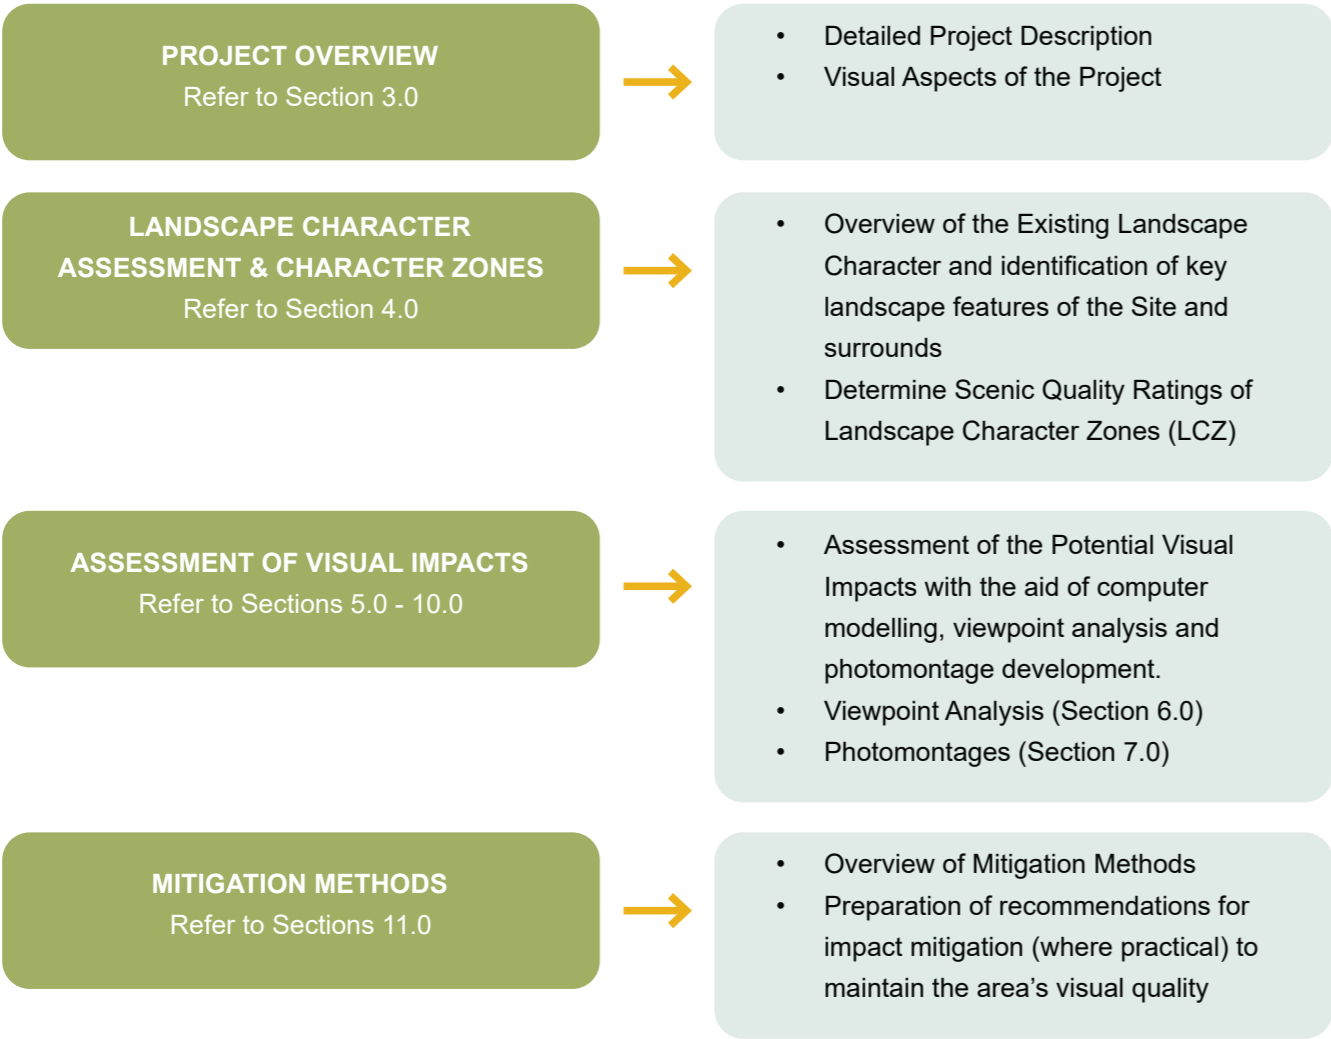 PROJECT OVERVIEW
Refer to Section 3.0
• Detailed Project Description
• Visual Aspects of the Project
LANDSCAPE CHARACTER
ASSESSMENT & CHARACTER ZONES
Refer to Section 4.0
• Overview of the Existing Landscape
Character and identification of key
landscape features of the Site and
surrounds
• Determine Scenic Quality Ratings of
Landscape Character Zones (LCZ)
ASSESSMENT OF VISUAL IMPACTS
Refer to Sections 5.0 - 10.0
• Assessment of the Potential Visual
Impacts with the aid of computer
modelling, viewpoint analysis and
photomontage development.
• Viewpoint Analysis (Section 6.0)
• Photomontages (Section 7.0)
MITIGATION METHODS
Refer to Sections 11.0
• Overview of Mitigation Methods
• Preparation of recommendations for
impact mitigation (where practical) to
maintain the area’s visual quality